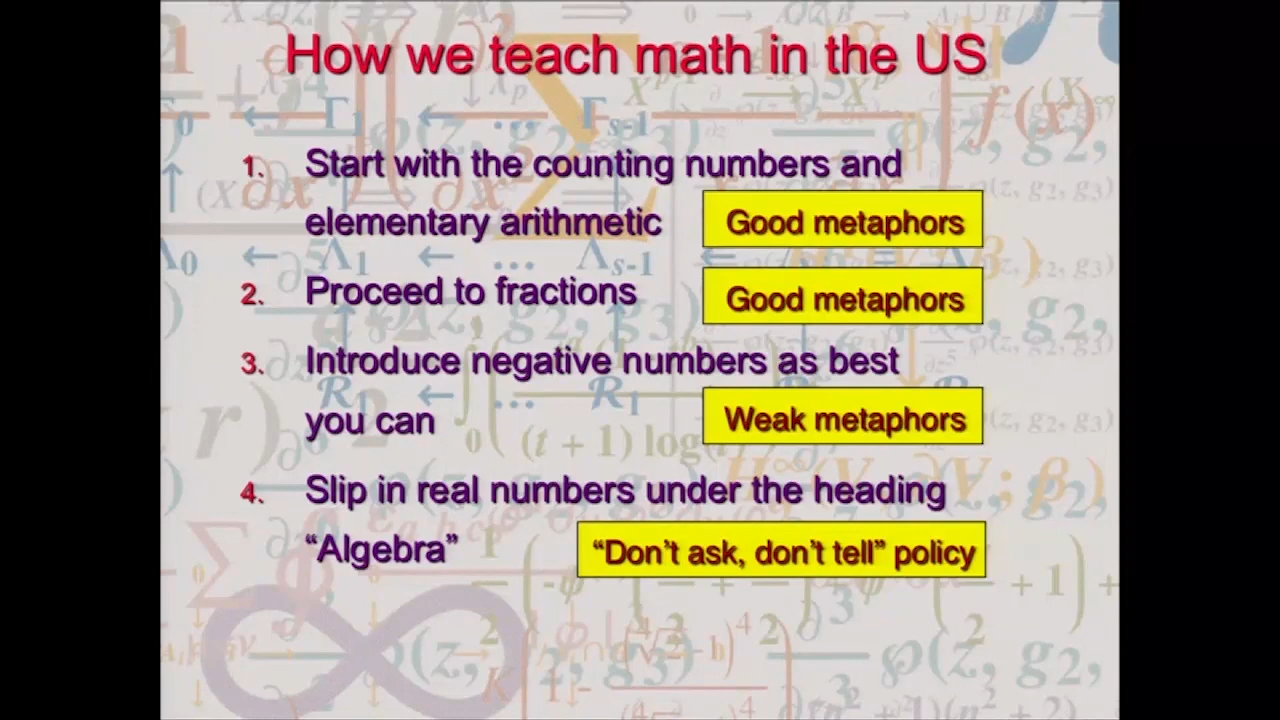 How we teach math in the US
1. Start with the counting numbers and
elementary arithmetic
Good metaphors
2. Proceed to fractions
Good metaphors
3. Introduce negative numbers as best
you can
Weak metaphors
4. Slip in real numbers under the heading
“Algebra”
“Don’t ask, don’t tell” policy